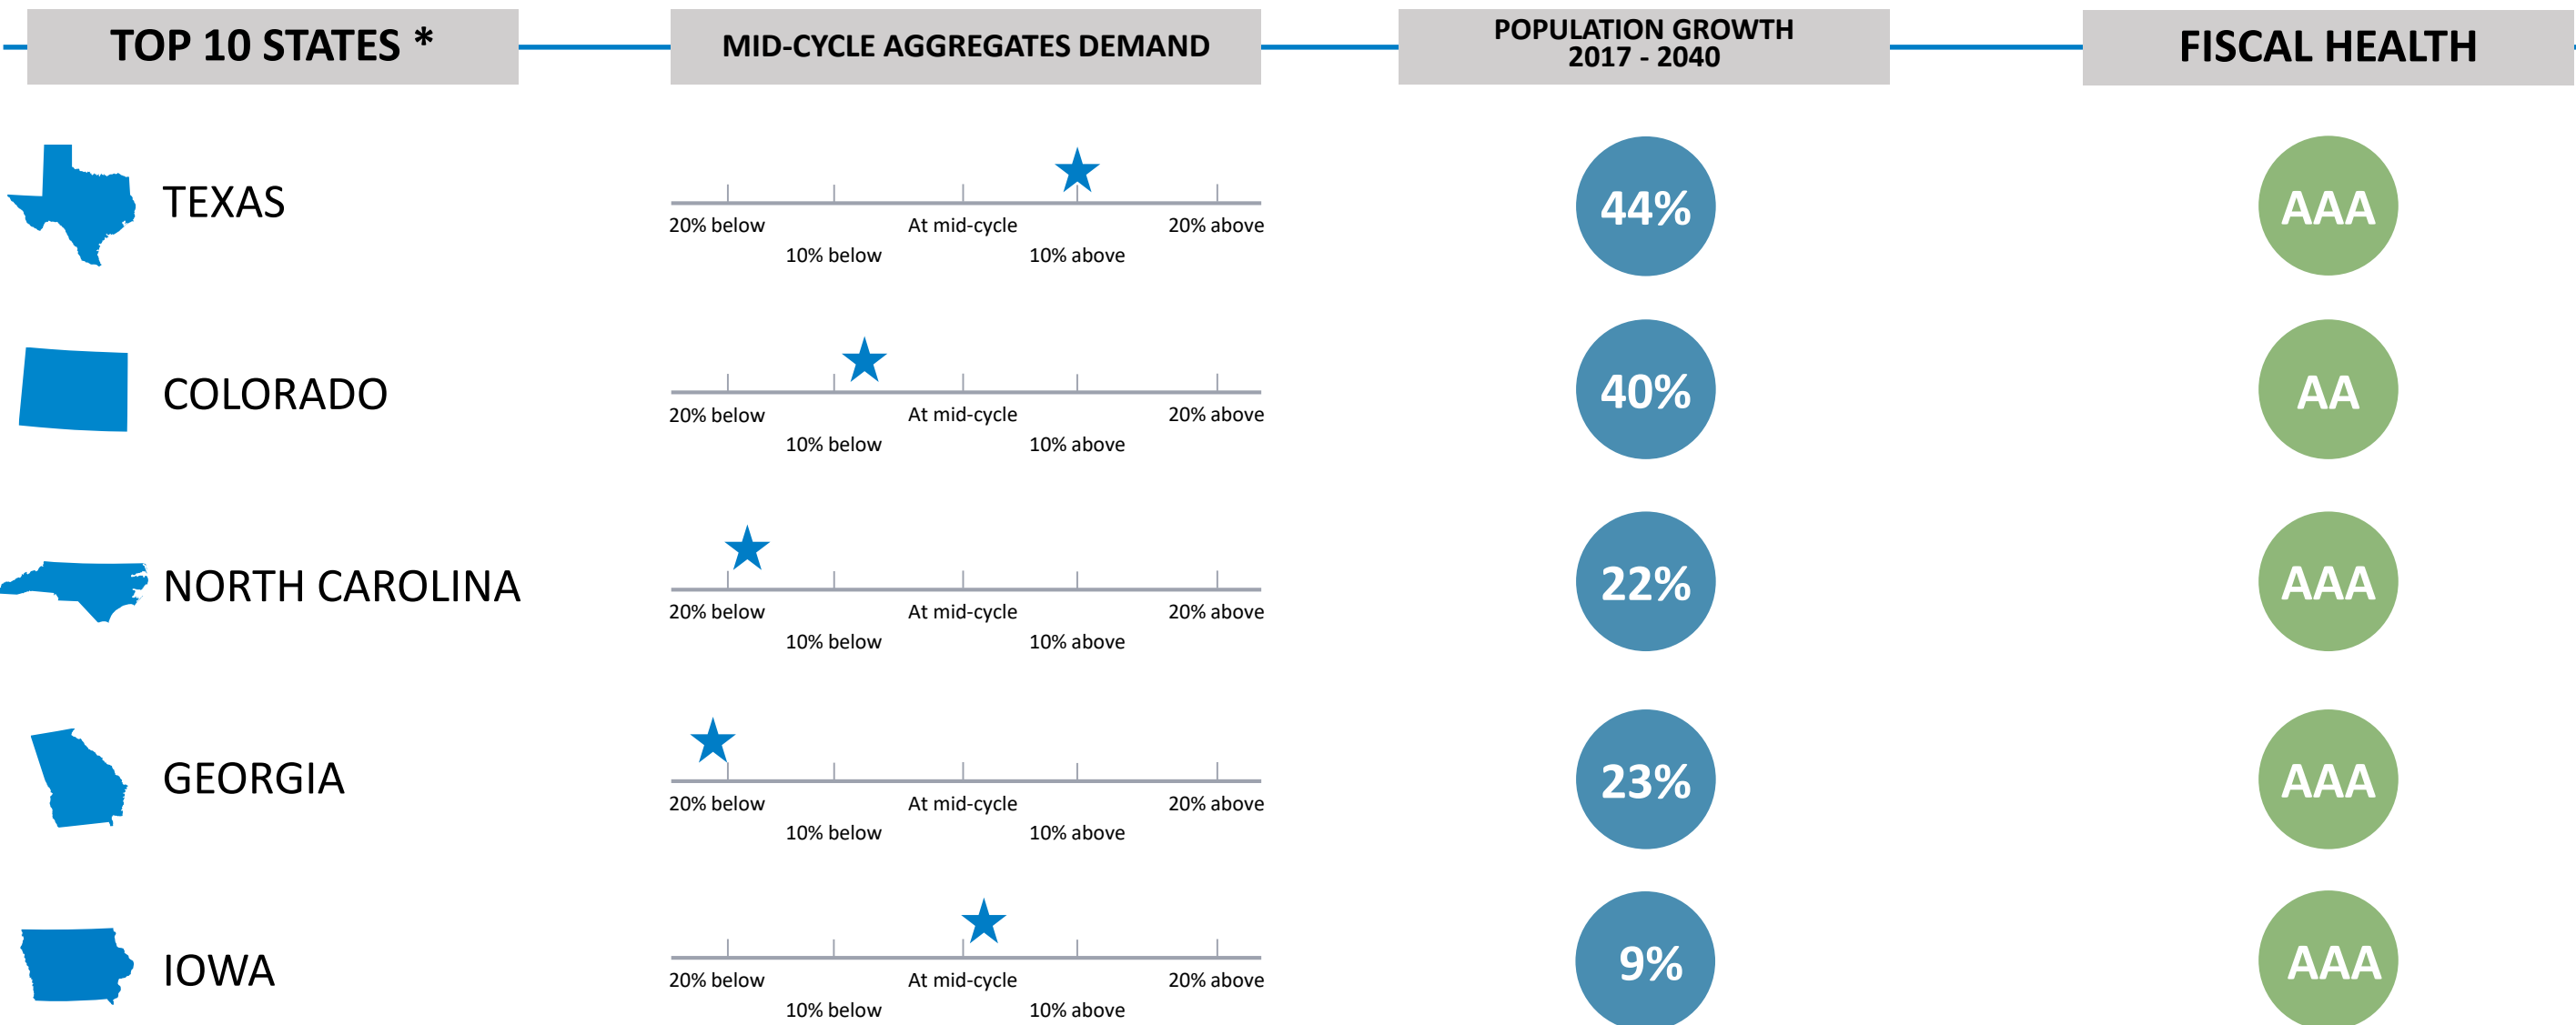 TOP 10 STATES *
MID-CYCLE AGGREGATES DEMAND
POPULATION GROWTH
2017 - 2040
FISCAL HEALTH
TEXAS
20% below
10% below
At mid-cycle
10% above
20% above
44%
AAA
COLORADO
20% below
10% below
At mid-cycle
10% above
20% above
40%
AA
NORTH CAROLINA
20% below
10% below
At mid-cycle
10% above
20% above
22%
AAA
GEORGIA
20% below
10% below
At mid-cycle
10% above
20% above
23%
AAA
IOWA
20% below
10% below
At mid-cycle
10% above
20% above
9%
AAA